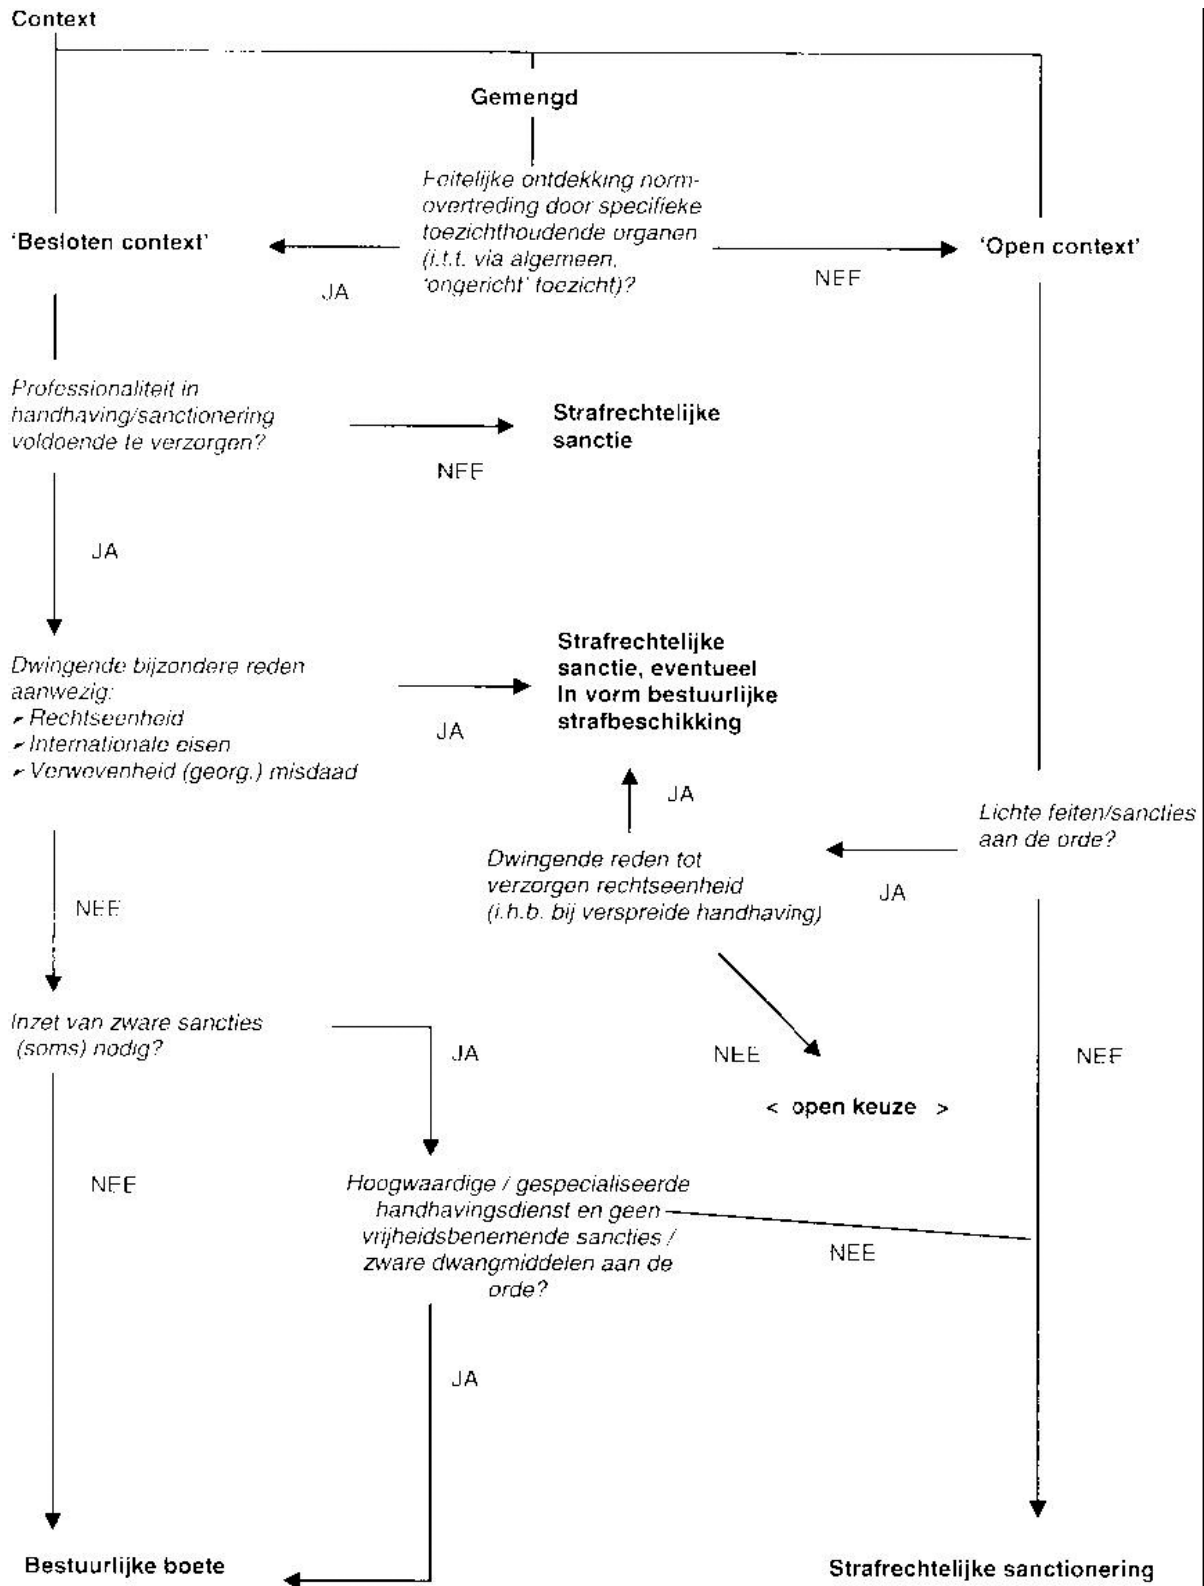 Context
Gemengd
Feitelijke ontdekking norm-
overtreding door specifieke
toezichthoudende organen
(i.t.t. via algemeen,
'ongericht' toezicht)?
'Besloten context'
JA
NEE
'Open context'
Professionaliteit in
handhaving/sanctionering
voldoende te verzorgen?
NEE
Strafrechtelijke
sanctie
JA
Dwingende bijzondere reden
aanwezig:
Rechtseenheid
Internationale eisen
Verwevenheid (georg.) misdaad
JA
Strafrechtelijke
sanctie, eventueel
In vorm bestuurlijke
strafbeschikking
JA
Lichte feiten/sancties
aan de orde?
JA
Dwingende reden tot
verzorgen rechtseenheid
(i.h.b. bij verspreide handhaving)
NEE
Inzet van zware sancties
(soms) nodig?
JA
NEE
< open keuze >
NEE
NEE
Hoogwaardige / gespecialiseerde
handhavingsdienst en geen
vrijheidsbenemende sancties /
zware dwangmiddelen aan de
orde?
NEE
JA
Bestuurlijke boete
Strafrechtelijke sanctionering